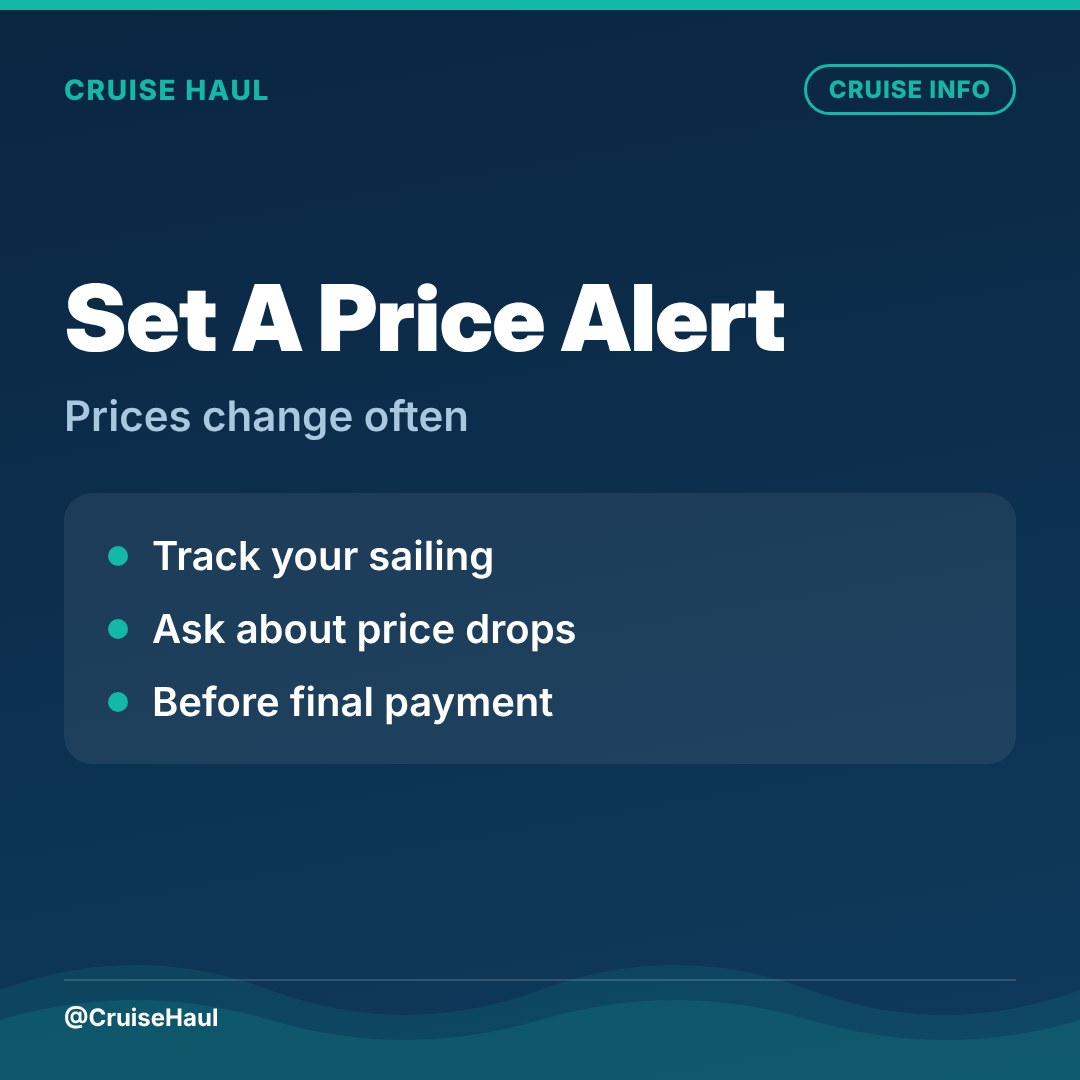 CRUISE HAUL
CRUISE INFO
Set A Price Alert
Prices change often
Track your sailing
Ask about price drops
Before final payment
@CruiseHaul